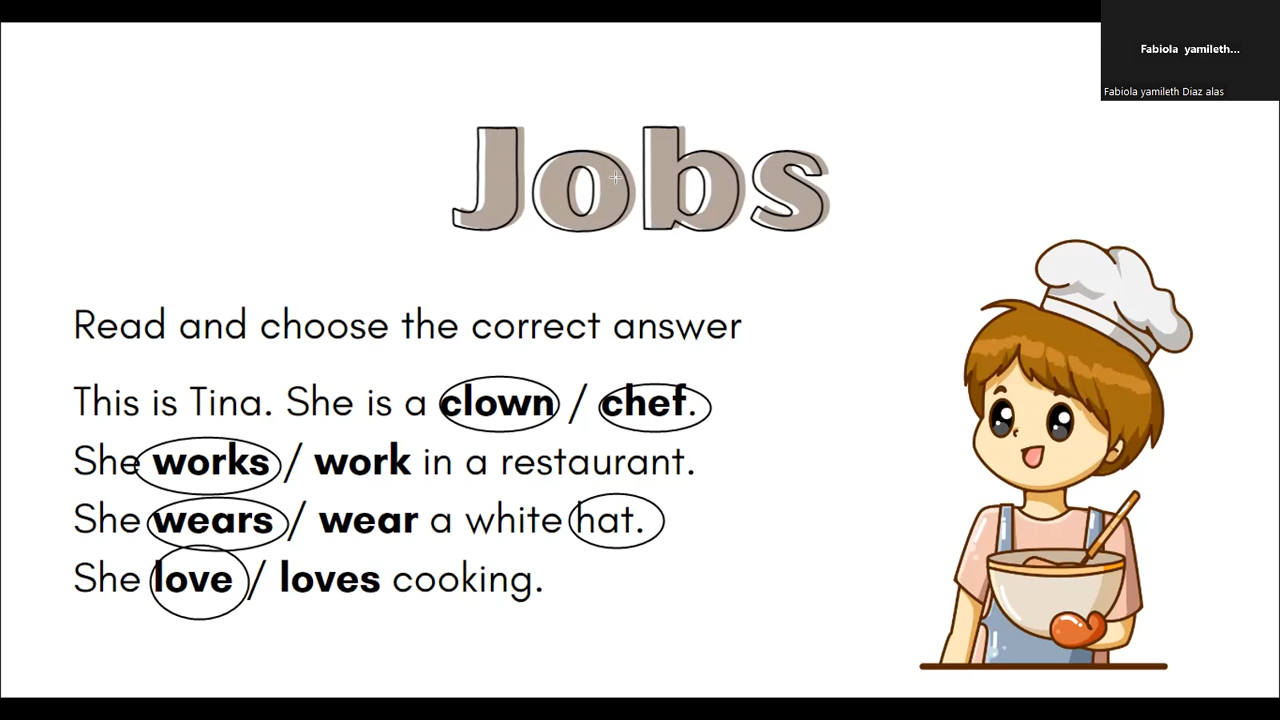 Fabiola yamileth...
Fabiola yamileth Diaz alas
Jobs
Read and choose the correct answer
This is Tina. She is a clown / chef.
She works / work in a restaurant.
She wears / wear a white hat.
She love / loves cooking.